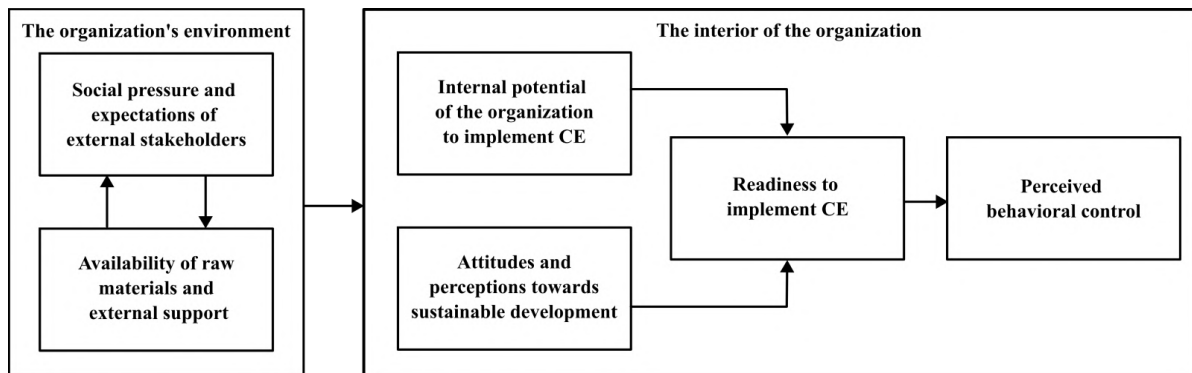 The organization's environment
Social pressure and
expectations of
external stakeholders
Availability of raw
materials and
external support
The interior of the organization
Internal potential
of the organization
to implement CE
Attitudes and
perceptions towards
sustainable development
Readiness to
implement CE
Perceived
behavioral control